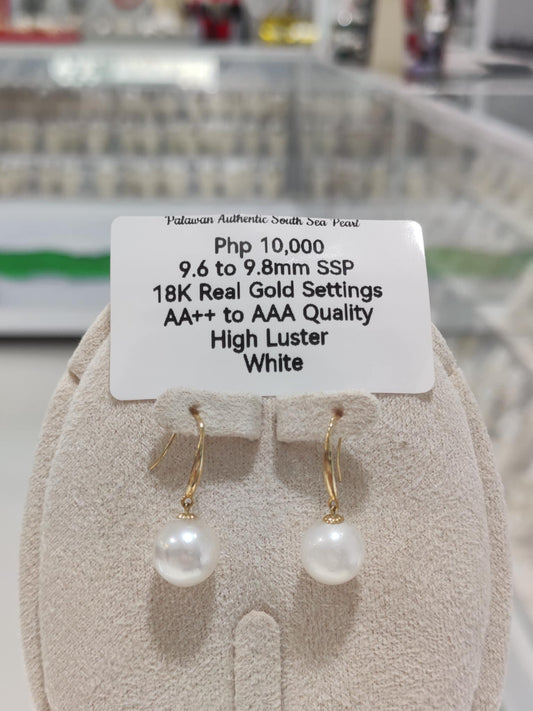 Palawan Authentic South Sea Pearl
Php 10,000
9.6 to 9.8mm SSP
18K Real Gold Settings
AA++ to AAA Quality
High Luster
White